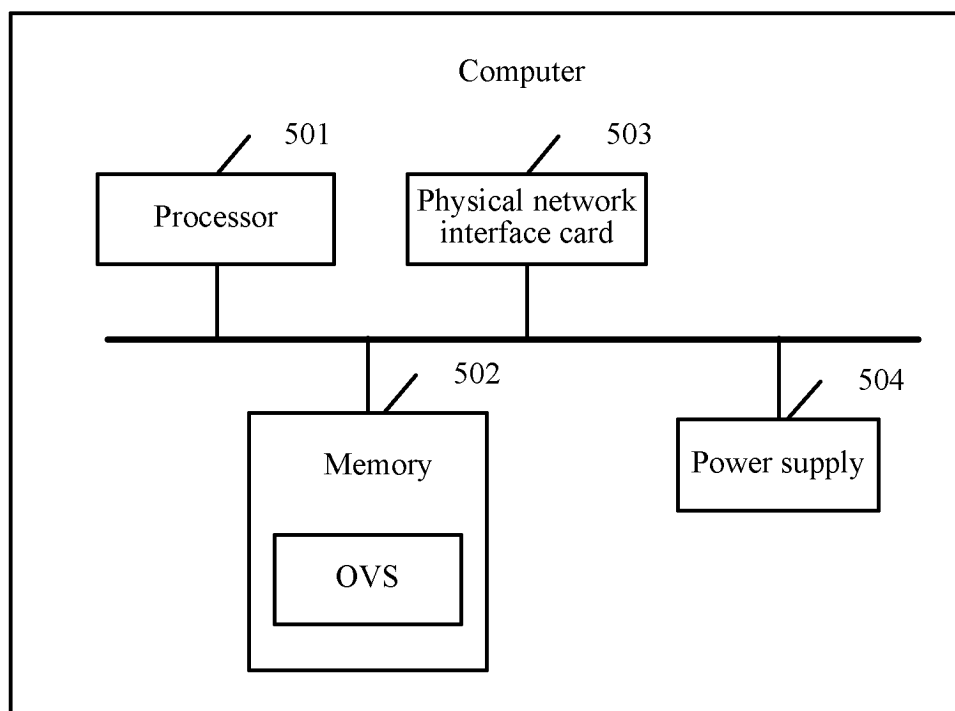 Computer
501
503
Processor
Physical network
interface card
502
504
Memory
Power supply
OVS